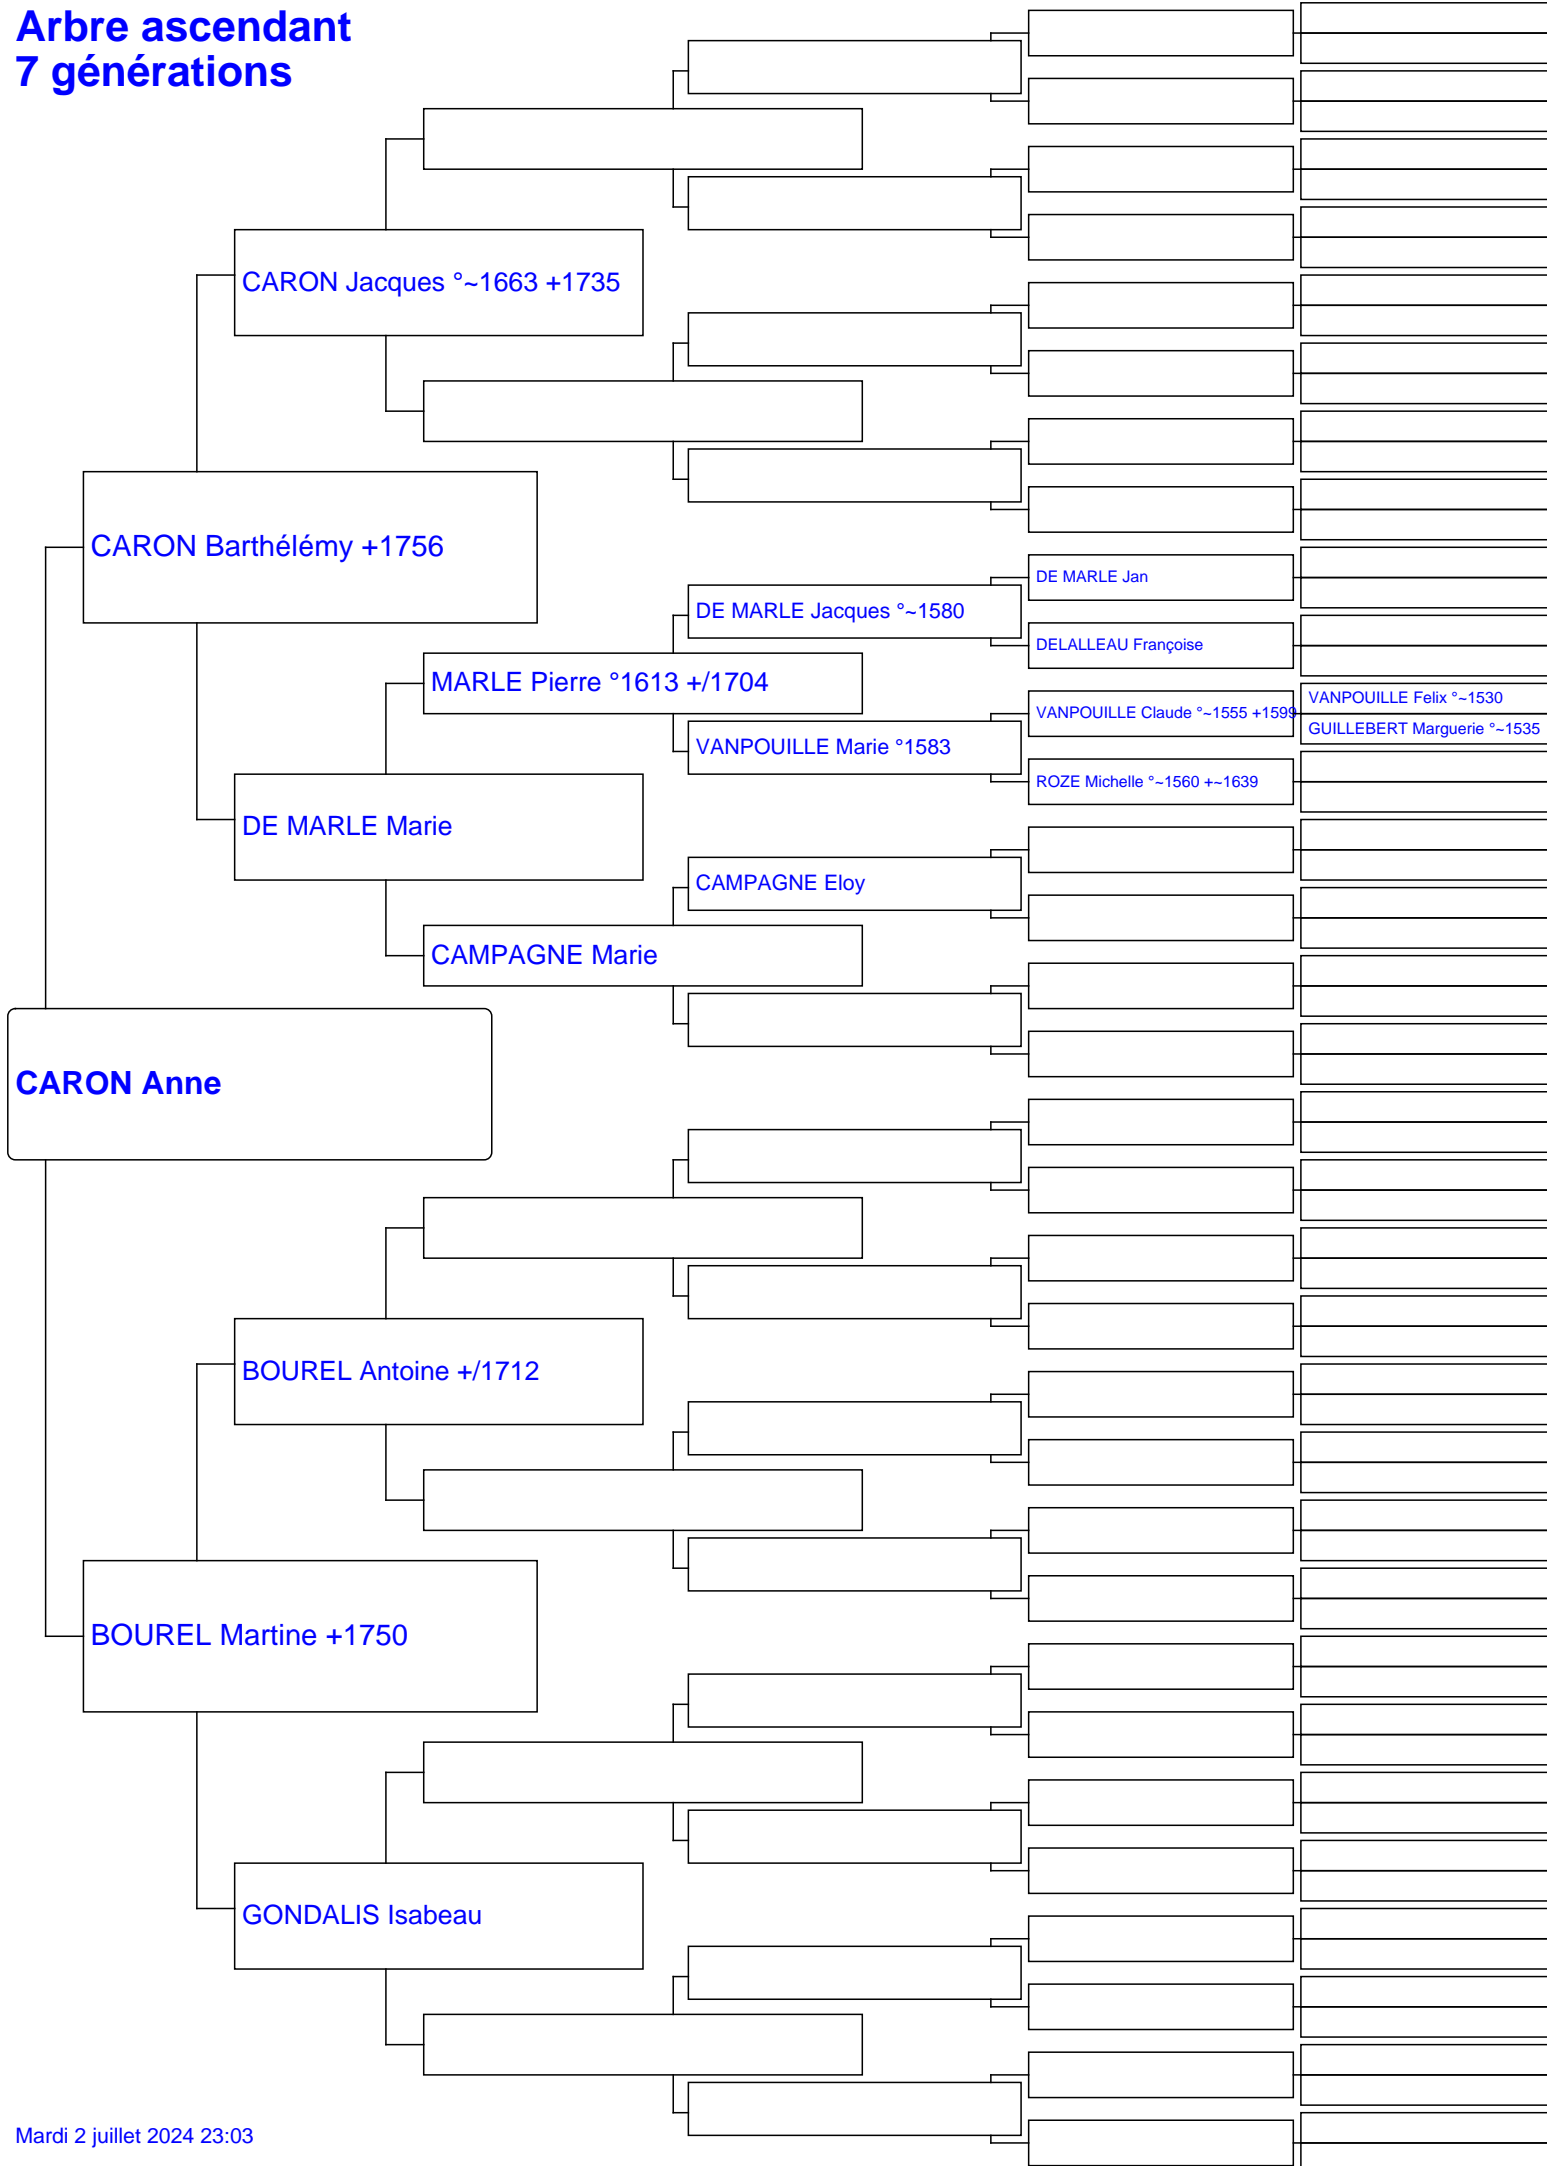 Arbre ascendant
7 générations
CARON Jacques °~1663 +1735
CARON Barthélémy +1756
DE MARLE Jan
DE MARLE Jacques °~1580
DELALLEAU Françoise
MARLE Pierre °1613 +/1704
VANPOUILLE Felix °~1530
VANPOUILLE Claude °~1555 +1599
GUILLEBERT Marguerie °~1535
VANPOUILLE Marie °1583
ROZE Michelle °~1560 +~1639
DE MARLE Marie
CAMPAGNE Eloy
CAMPAGNE Marie
CARON Anne
BOUREL Antoine +/1712
BOUREL Martine +1750
GONDALIS Isabeau
Mardi 2 juillet 2024 23:03